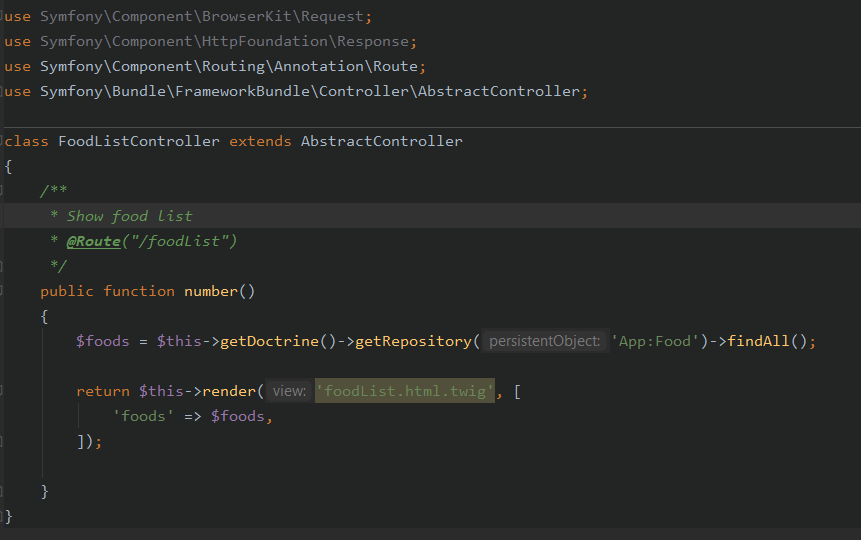 use Symfony\Component\BrowserKit\Request;
use Symfony\Component\HttpFoundation\Response;
use Symfony\Component\Routing\Annotation\Route;
use Symfony\Bundle\FrameworkBundle\Controller\AbstractController;
class FoodListController extends AbstractController
{
/**
* Show food list
* @Route("/foodList")
*/
public function number()
{
$foods = $this->getDoctrine()->getRepository( persistentObject: 'App:Food')->findAll();
return $this->render( view: 'foodList.html.twig', [
'foods' => $foods,
]);
}
}